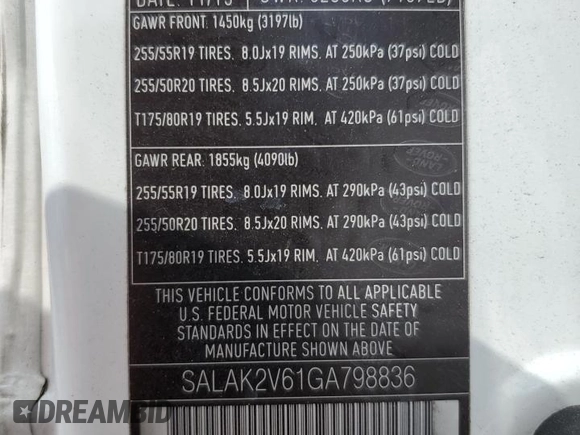 GAWR FRONT: 1450kg (3197lb)
255/55R19 TIRES. 8.0Jx19 RIMS. AT 250kPa (37psi) COLD
255/50R20 TIRES. 8.5Jx20 RIMS. AT 250kPa (37psi) COLD
T175/80R19 TIRES. 5.5Jx19 RIM. AT 420kPa (61psi) COLD
GAWR REAR: 1855kg (4090lb)
255/55R19 TIRES. 8.0Jx19 RIMS. AT 290kPa (43psi) COLD
255/50R20 TIRES. 8.5Jx20 RIMS. AT 290kPa (43psi) COLD
T175/80R19 TIRES. 5.5Jx19 RIM. AT 420kPa (61psi) COLD
THIS VEHICLE CONFORMS TO ALL APPLICABLE
U.S. FEDERAL MOTOR VEHICLE SAFETY
STANDARDS IN EFFECT ON THE DATE OF
MANUFACTURE SHOWN ABOVE
SALAK2V61GA798836
DREAMBID